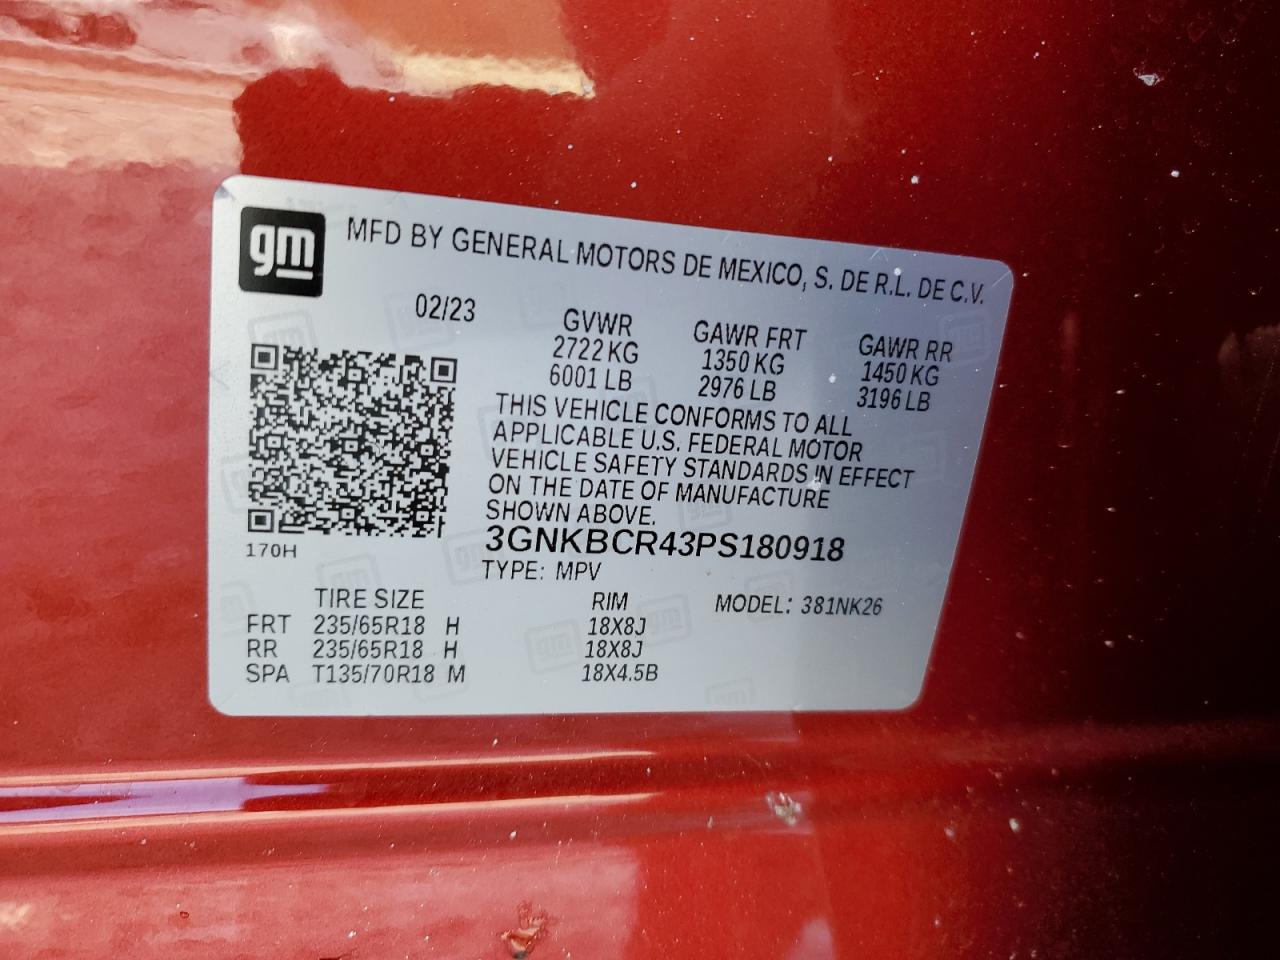 gm
MFD BY GENERAL MOTORS DE MEXICO, S. DE R.L. DE C.V.
02/23 GVWR GAWR FRT GAWR RR
2722 KG 1350 KG 1450 KG
6001 LB 2976 LB 3196 LB
THIS VEHICLE CONFORMS TO ALL
APPLICABLE U.S. FEDERAL MOTOR
VEHICLE SAFETY STANDARDS IN EFFECT
ON THE DATE OF MANUFACTURE
SHOWN ABOVE.
3GNKBCR43PS180918
170H
TYPE: MPV
TIRE SIZE RIM MODEL: 381NK26
FRT 235/65R18 H 18X8J
RR 235/65R18 H 18X8J
SPA T135/70R18 M 18X4.5B